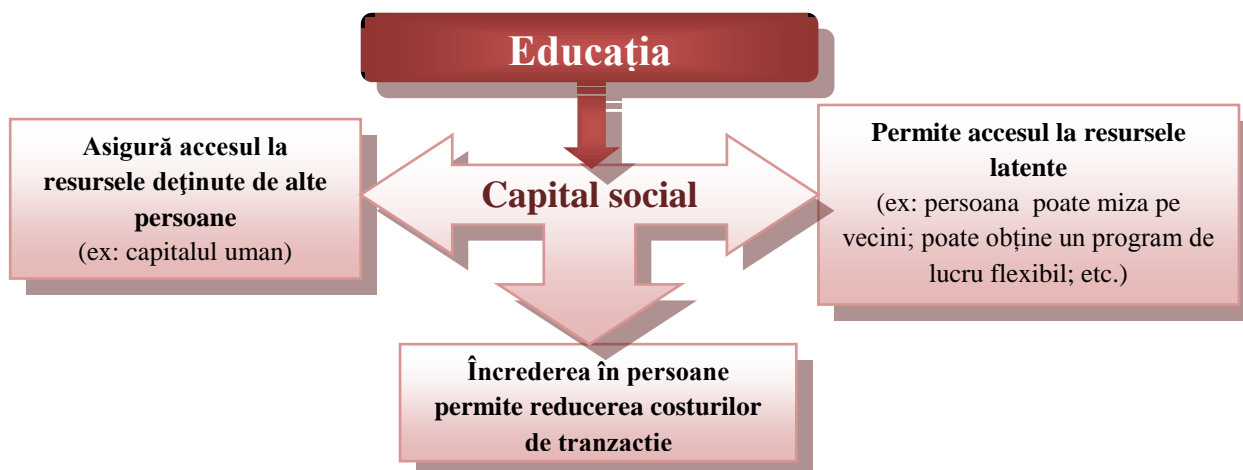 Educația
Asigură accesul la
resursele deţinute de alte
persoane
(ex: capitalul uman)
Capital social
Permite accesul la resursele
latente
(ex: persoana poate miza pe
vecini; poate obține un program de
lucru flexibil; etc.)
Încrederea în persoane
permite reducerea costurilor
de tranzactie